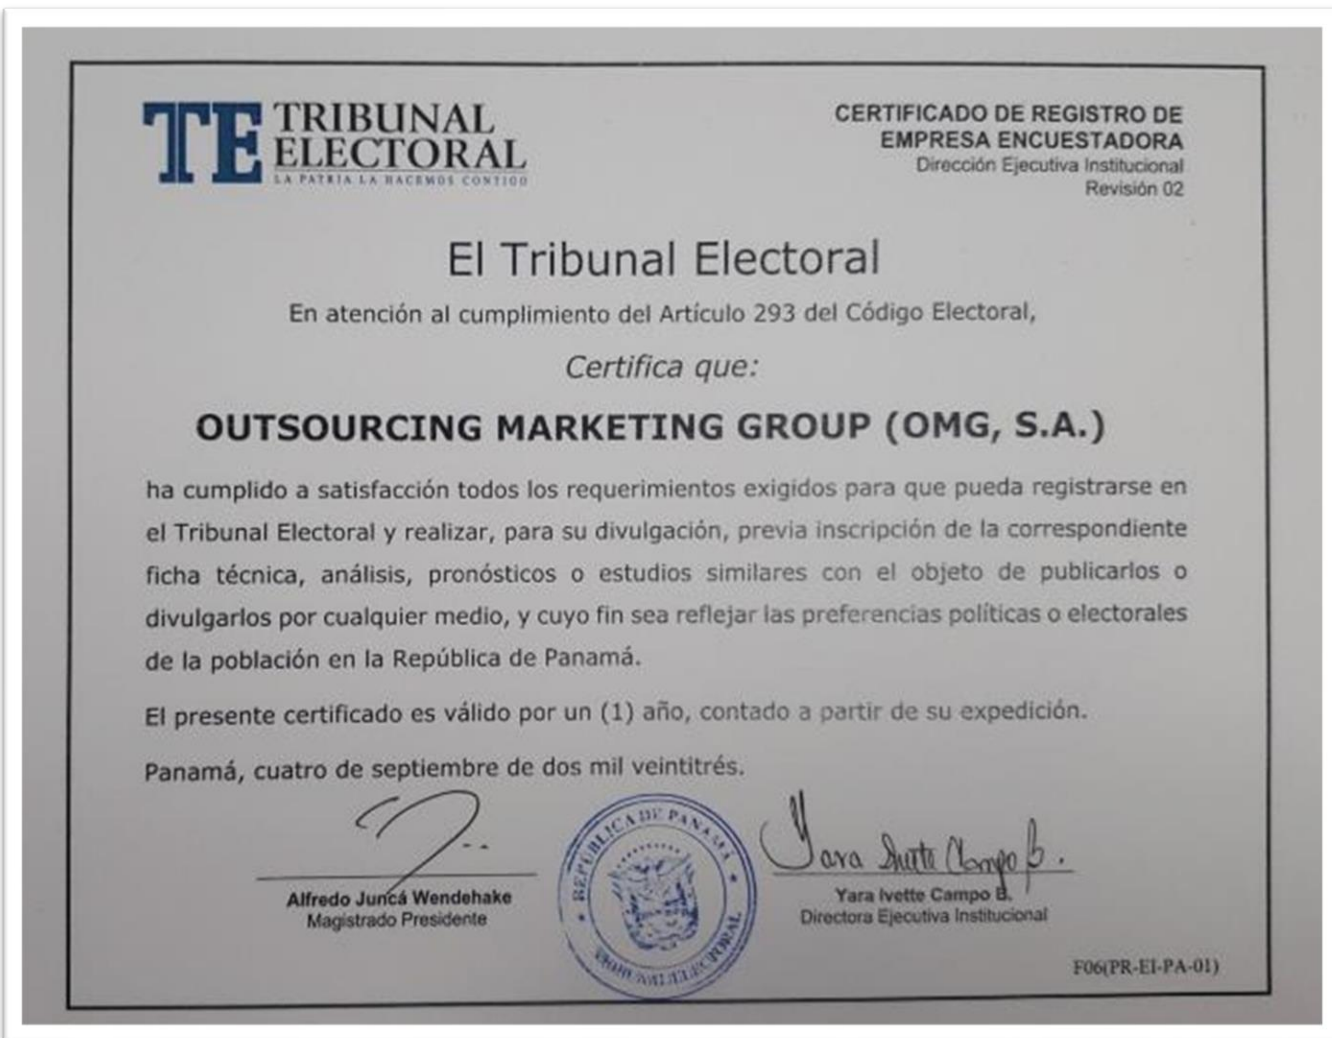 TE TRIBUNAL
ELECTORAL
LA PATRIA LA HACEMOS CONTIGO
CERTIFICADO DE REGISTRO DE
EMPRESA ENCUESTADORA
Dirección Ejecutiva Institucional
Revisión 02
El Tribunal Electoral
En atención al cumplimiento del Artículo 293 del Código Electoral,
Certifica que:
OUTSOURCING MARKETING GROUP (OMG, S.A.)
ha cumplido a satisfacción todos los requerimientos exigidos para que pueda registrarse en
el Tribunal Electoral y realizar, para su divulgación, previa inscripción de la correspondiente
ficha técnica, análisis, pronósticos o estudios similares con el objeto de publicarlos o
divulgarlos por cualquier medio, y cuyo fin sea reflejar las preferencias políticas o electorales
de la población en la República de Panamá.
El presente certificado es válido por un (1) año, contado a partir de su expedición.
Panamá, cuatro de septiembre de dos mil veintitrés.
Yara Ivette Campo B.
Alfredo Juncá Wendehake
Magistrado Presidente
REPÚBLICA DE PANAMÁ
TRIBUNAL ELECTORAL
Yara Ivette Campo B.
Directora Ejecutiva Institucional
F06(PR-EI-PA-01)